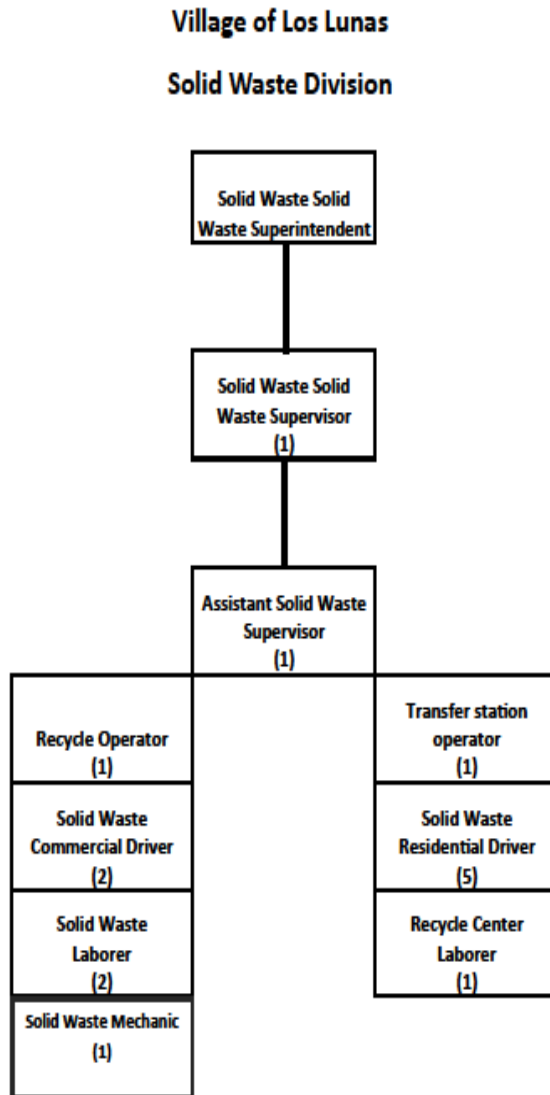 Village of Los Lunas
Solid Waste Division
Solid Waste Solid
Waste Superintendent
Solid Waste Solid
Waste Supervisor
(1)
Assistant Solid Waste
Supervisor
(1)
Recycle Operator
(1)
Transfer station
operator
(1)
Solid Waste
Commercial Driver
(2)
Solid Waste
Residential Driver
(5)
Solid Waste
Laborer
(2)
Recycle Center
Laborer
(1)
Solid Waste Mechanic
(1)